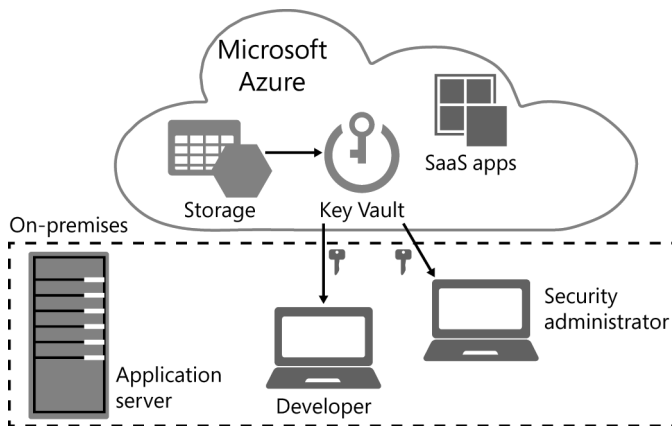 Microsoft
Azure
SaaS apps
Storage
Key Vault
On-premises
Security
administrator
Application
server
Developer